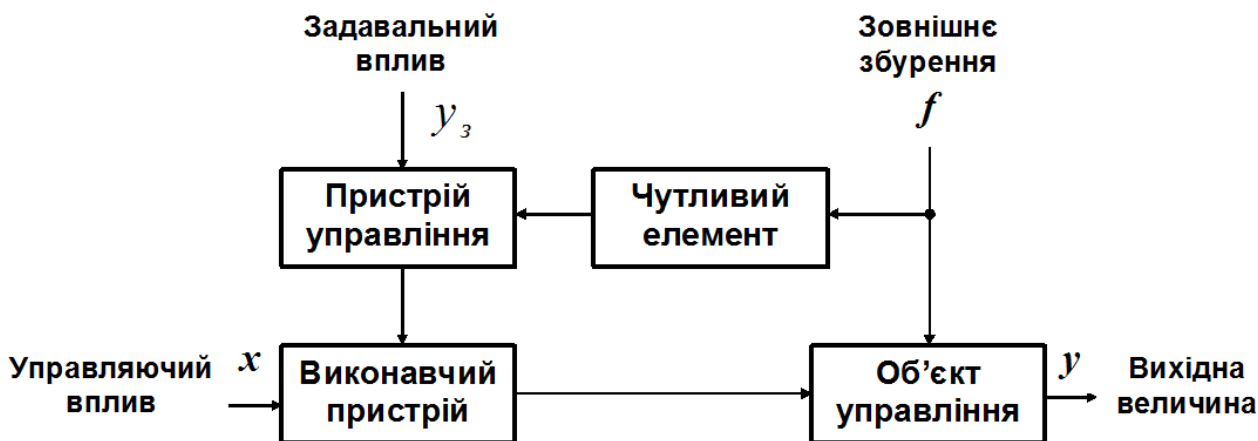 Задавальний
вплив
Зовнішнє
збурення
y з
f
Пристрій
управління
Чутливий
елемент
Управляючий
вплив
x
Виконавчий
пристрій
Об’єкт
управління
y
Вихідна
величина